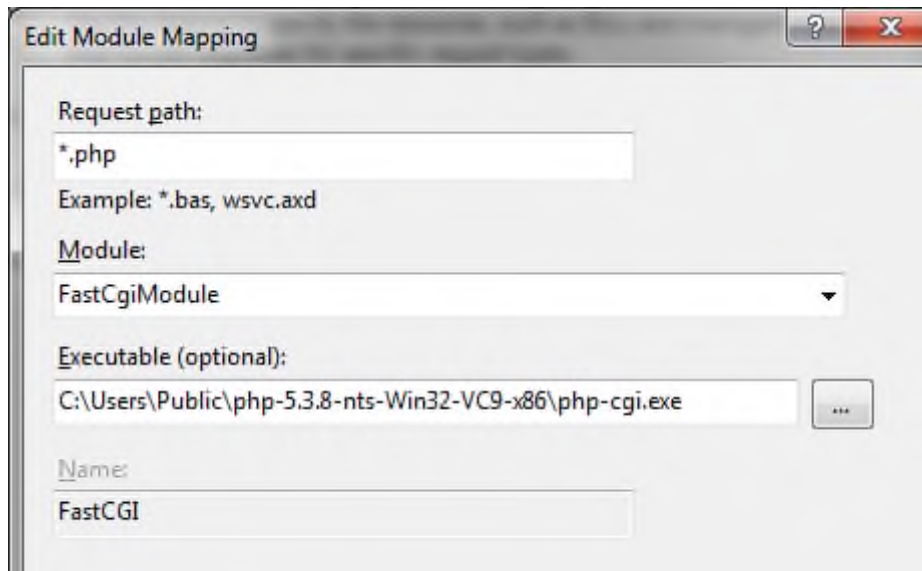 Edit Module Mapping
?
Request path:
*.php
Example: *.bas, wsvc.axd
Module:
FastCgiModule
Executable (optional):
C:\Users\Public\php-5.3.8-nts-Win32-VC9-x86\php-cgi.exe
...
Name:
FastCGI